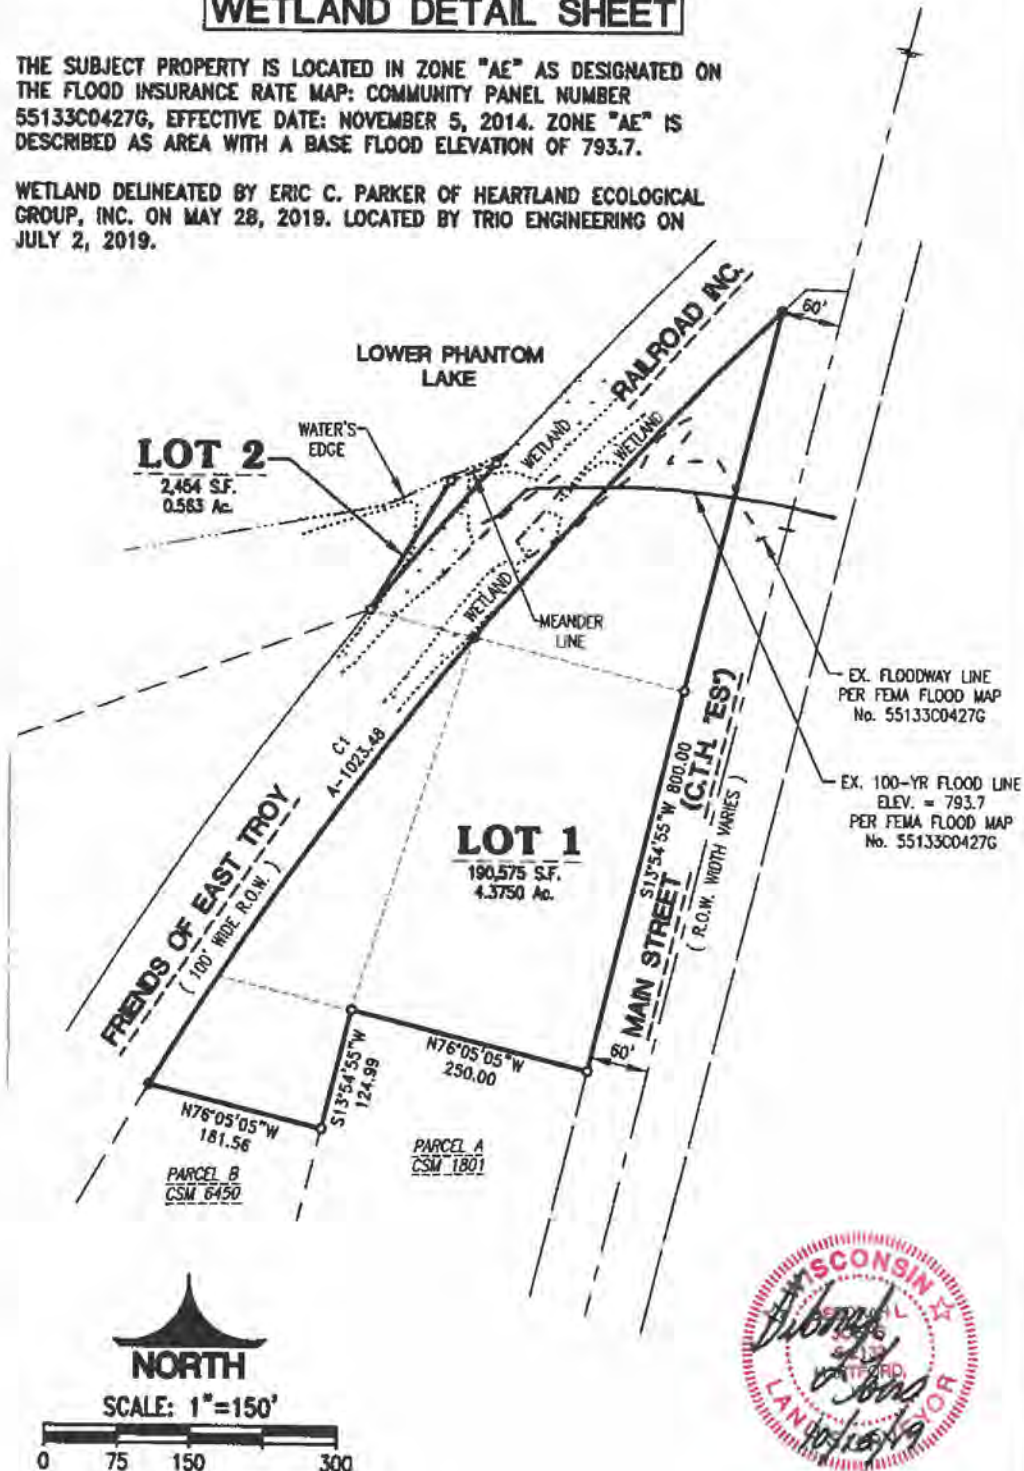 WETLAND DETAIL SHEET
THE SUBJECT PROPERTY IS LOCATED IN ZONE "AE" AS DESIGNATED ON
THE FLOOD INSURANCE RATE MAP: COMMUNITY PANEL NUMBER
55133C0427G, EFFECTIVE DATE: NOVEMBER 5, 2014. ZONE "AE" IS
DESCRIBED AS AREA WITH A BASE FLOOD ELEVATION OF 793.7.
WETLAND DELINEATED BY ERIC C. PARKER OF HEARTLAND ECOLOGICAL
GROUP, INC. ON MAY 28, 2019. LOCATED BY TRIO ENGINEERING ON
JULY 2, 2019.
60'
RAILROAD INC.
LOWER PHANTOM
LAKE
WATER'S
EDGE
LOT 2
2,454 S.F.
0.563 Ac.
WETLAND
WETLAND
WETLAND
MEANDER
LINE
EX. FLOODWAY LINE
PER FEMA FLOOD MAP
No. 55133C0427G
EX. 100-YR FLOOD LINE
ELEV. = 793.7
PER FEMA FLOOD MAP
No. 55133C0427G
C1
A-1023.48
LOT 1
190,575 S.F.
4.3750 Ac.
S13°54'55"W 800.00
MAIN STREET (C.T.H. "ES")
( R.O.W. WIDTH VARIES )
FRIENDS OF EAST TROY
( 100' WIDE R.O.W. )
N76°05'05"W
250.00
60'
S13°54'55"W
124.99
N76°05'05"W
181.56
PARCEL A
CSM 1801
PARCEL B
CSM 6450
NORTH
SCALE: 1"=150'
0 75 150 300
WISCONSIN
HARTFORD,
LAND SURVEYOR